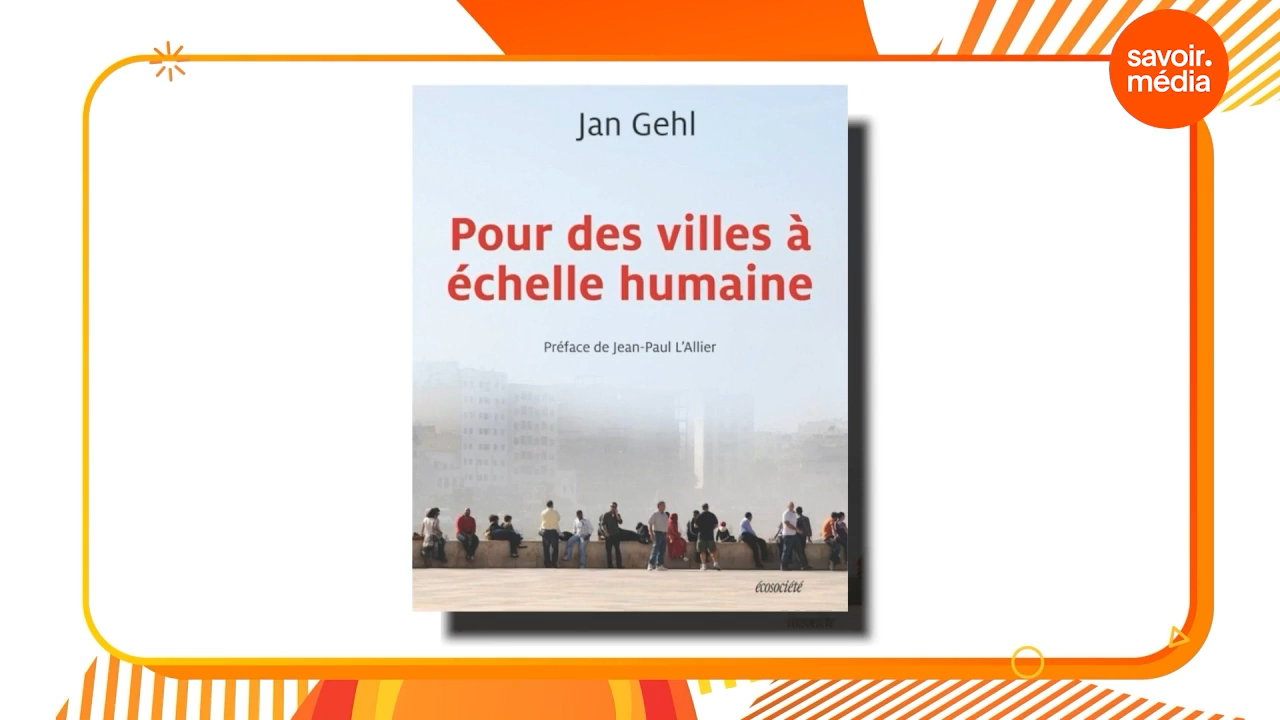 savoir.
média
Jan Gehl
Pour des villes à
échelle humaine
Préface de Jean-Paul L'Allier
écosociété